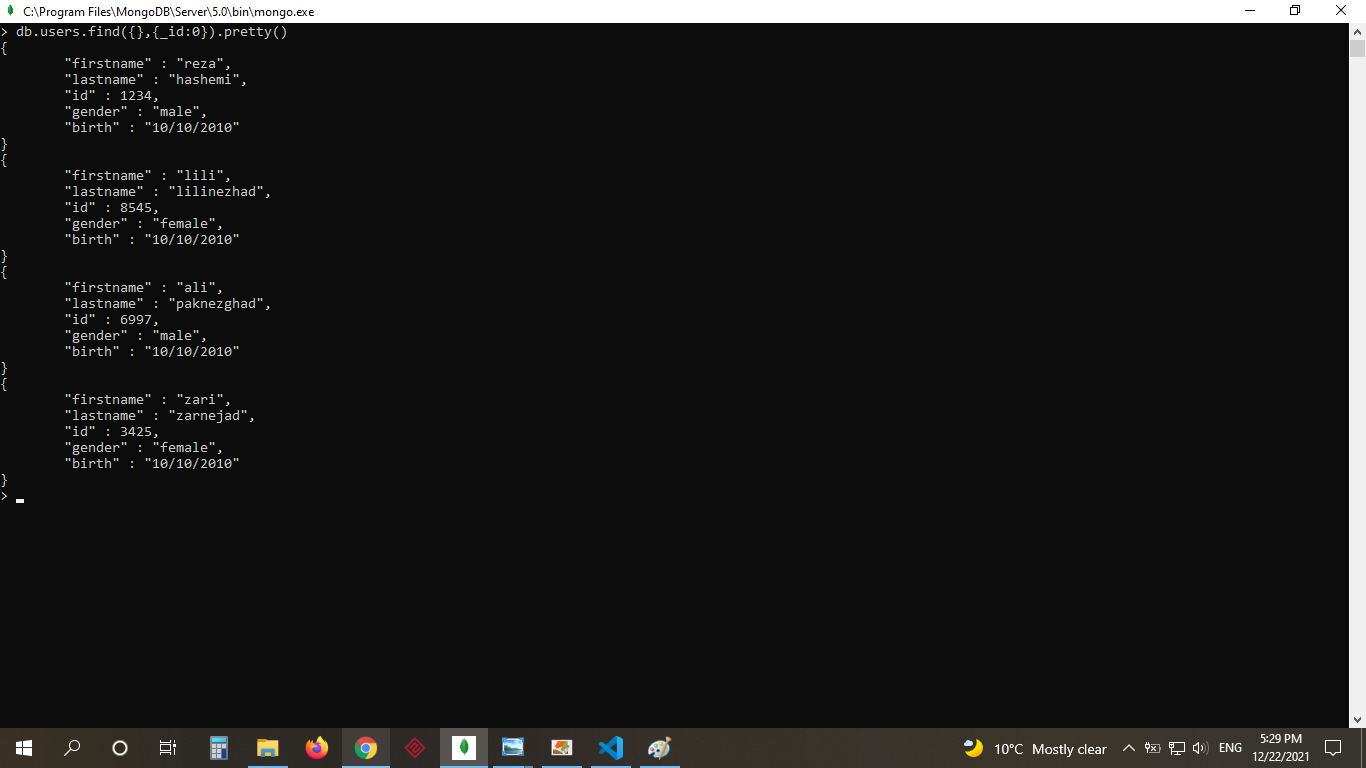 C:\Program Files\MongoDB\Server\5.0\bin\mongo.exe
> db.users.find({},{_id:0}).pretty()
{
        "firstname" : "reza",
        "lastname" : "hashemi",
        "id" : 1234,
        "gender" : "male",
        "birth" : "10/10/2010"
}
{
        "firstname" : "lili",
        "lastname" : "lilinezhad",
        "id" : 8545,
        "gender" : "female",
        "birth" : "10/10/2010"
}
{
        "firstname" : "ali",
        "lastname" : "paknezghad",
        "id" : 6997,
        "gender" : "male",
        "birth" : "10/10/2010"
}
{
        "firstname" : "zari",
        "lastname" : "zarnejad",
        "id" : 3425,
        "gender" : "female",
        "birth" : "10/10/2010"
}
>
10°C Mostly clear
ENG
5:29 PM
12/22/2021